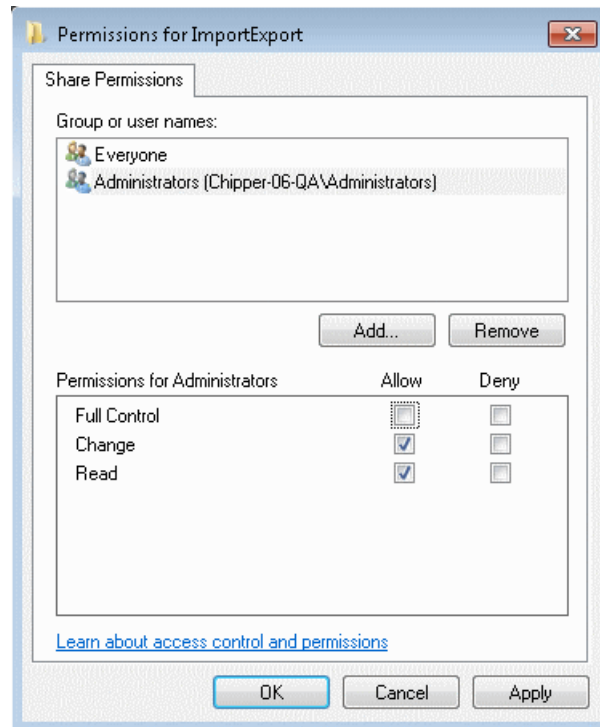 Permissions for ImportExport
Share Permissions
Group or user names:
Everyone
Administrators (Chipper-06-QA\Administrators)
Add... Remove
Permissions for Administrators Allow Deny
Full Control
Change
Read
Learn about access control and permissions
OK Cancel Apply